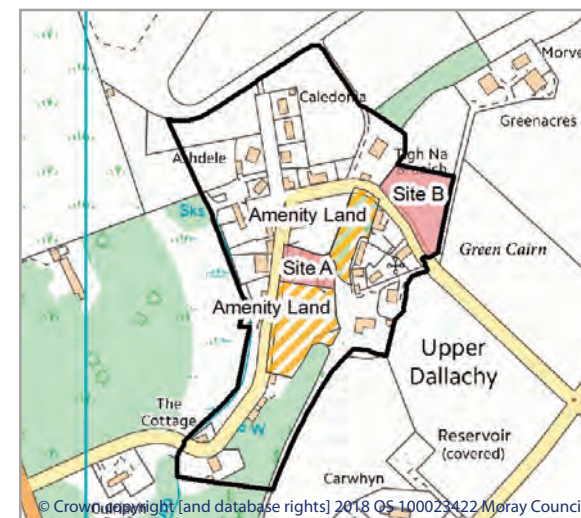 Morve
Caledonia
Greenacres
Ashdele
Tigh Na
Site B
Sks
Amenity Land
Green Cairn
Site A
Amenity Land
Upper
Dallachy
The
Cottage
W
Reservoir
(covered)
Carwhyn
© Crown copyright [and database rights] 2018 OS 100023422 Moray Counci